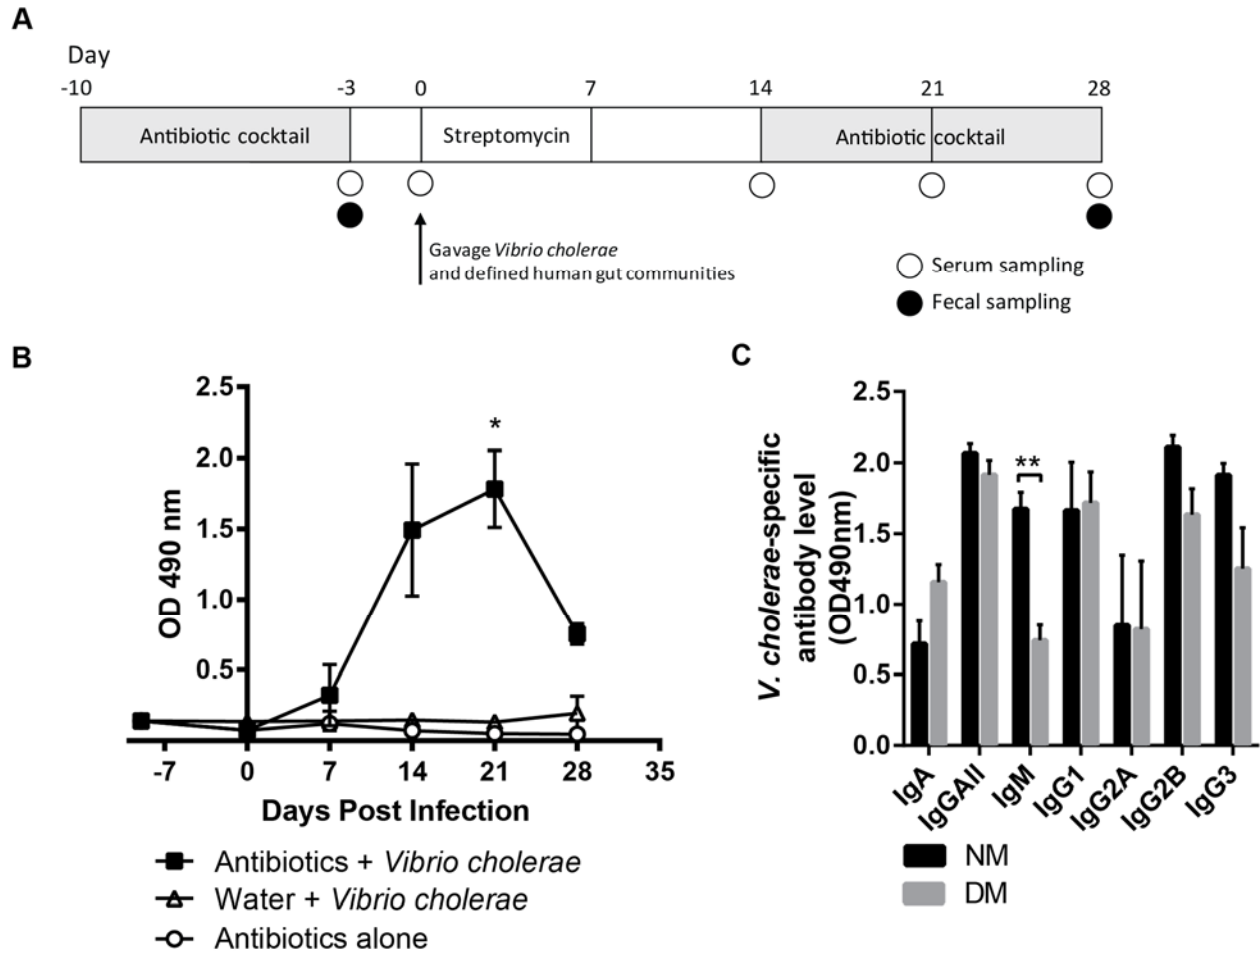 A
Day
-10 -3 0 7 14 21 28
Antibiotic cocktail Streptomycin Antibiotic cocktail
Gavage Vibrio cholerae
and defined human gut communities
Serum sampling
Fecal sampling
B
2.5
2.0
1.5
1.0
0.5
*
OD 490 nm
-7 0 7 14 21 28 35
Days Post Infection
Antibiotics + Vibrio cholerae
Water + Vibrio cholerae
Antibiotics alone
C
V. cholerae-specific
antibody level
(OD490nm)
2.5
2.0
1.5
1.0
0.5
0.0
**
IgA IgGAll IgM IgG1 IgG2A IgG2B IgG3
NM
DM